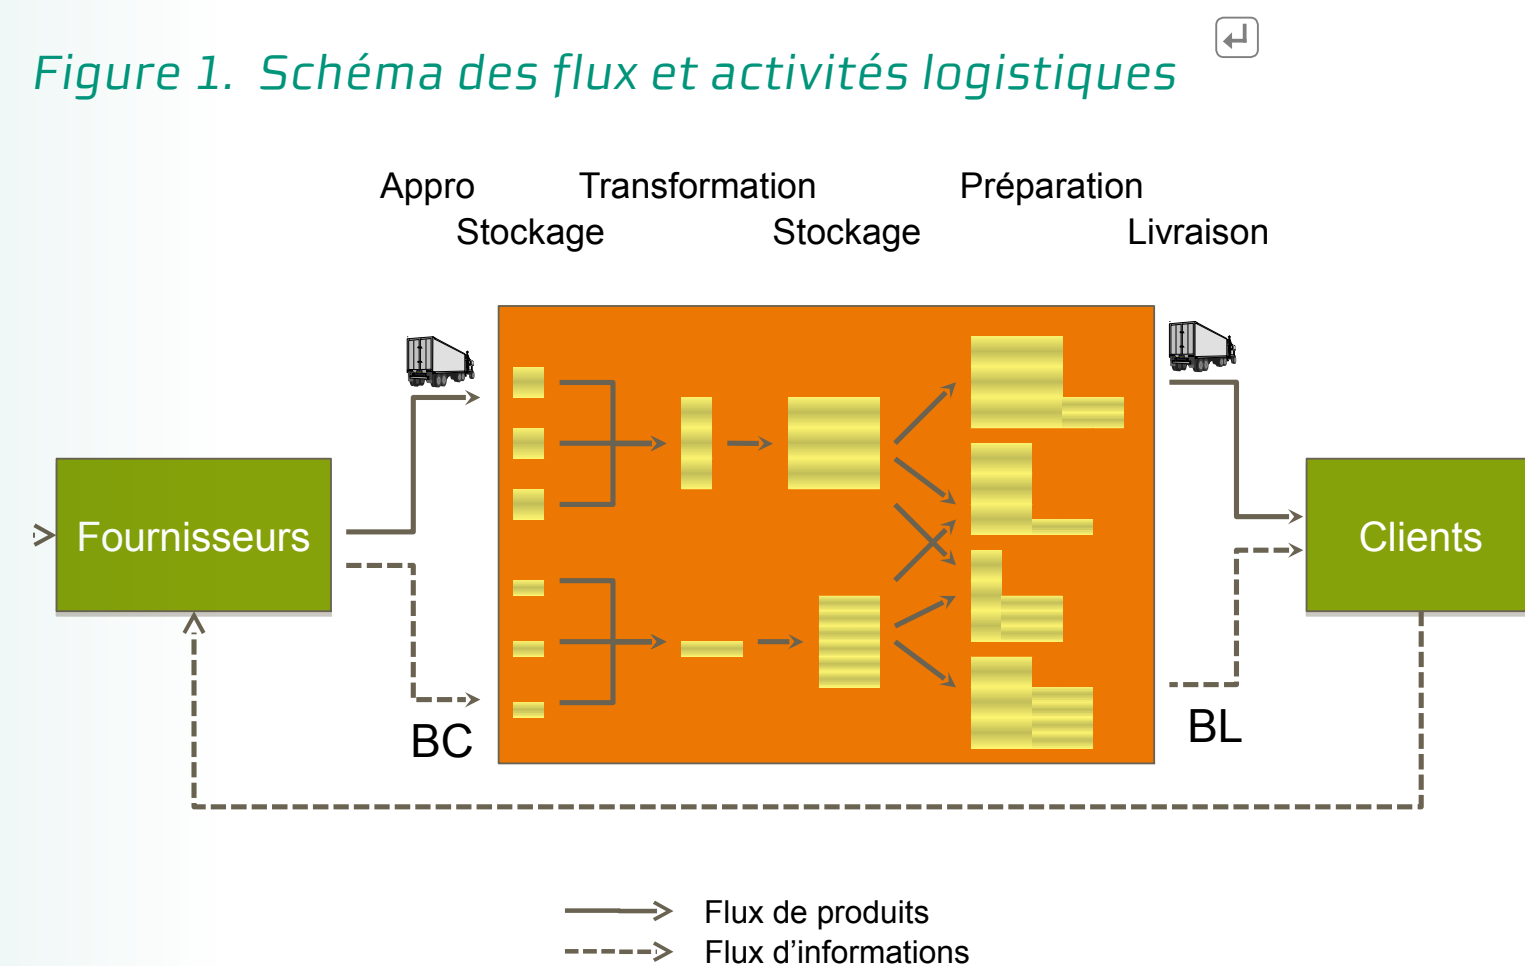 Figure 1. Schéma des flux et activités logistiques
Appro Transformation Préparation
Stockage Stockage Livraison
Fournisseurs
Clients
BC
BL
Flux de produits
Flux d’informations